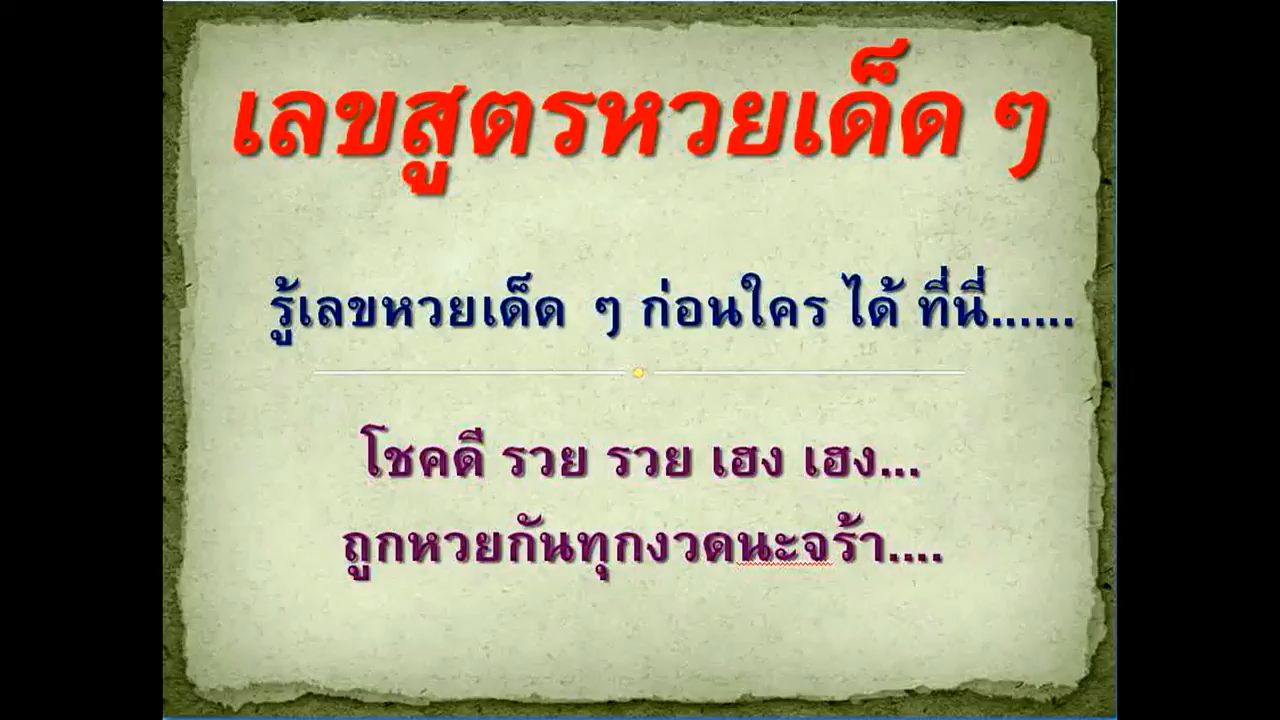 เลขสูตรหวยเด็ด ๆ
รู้เลขหวยเด็ด ๆ ก่อนใคร ได้ ที่นี่......
โชคดี รวย รวย เฮง เฮง...
ถูกหวยกันทุกงวดนะจร้า....